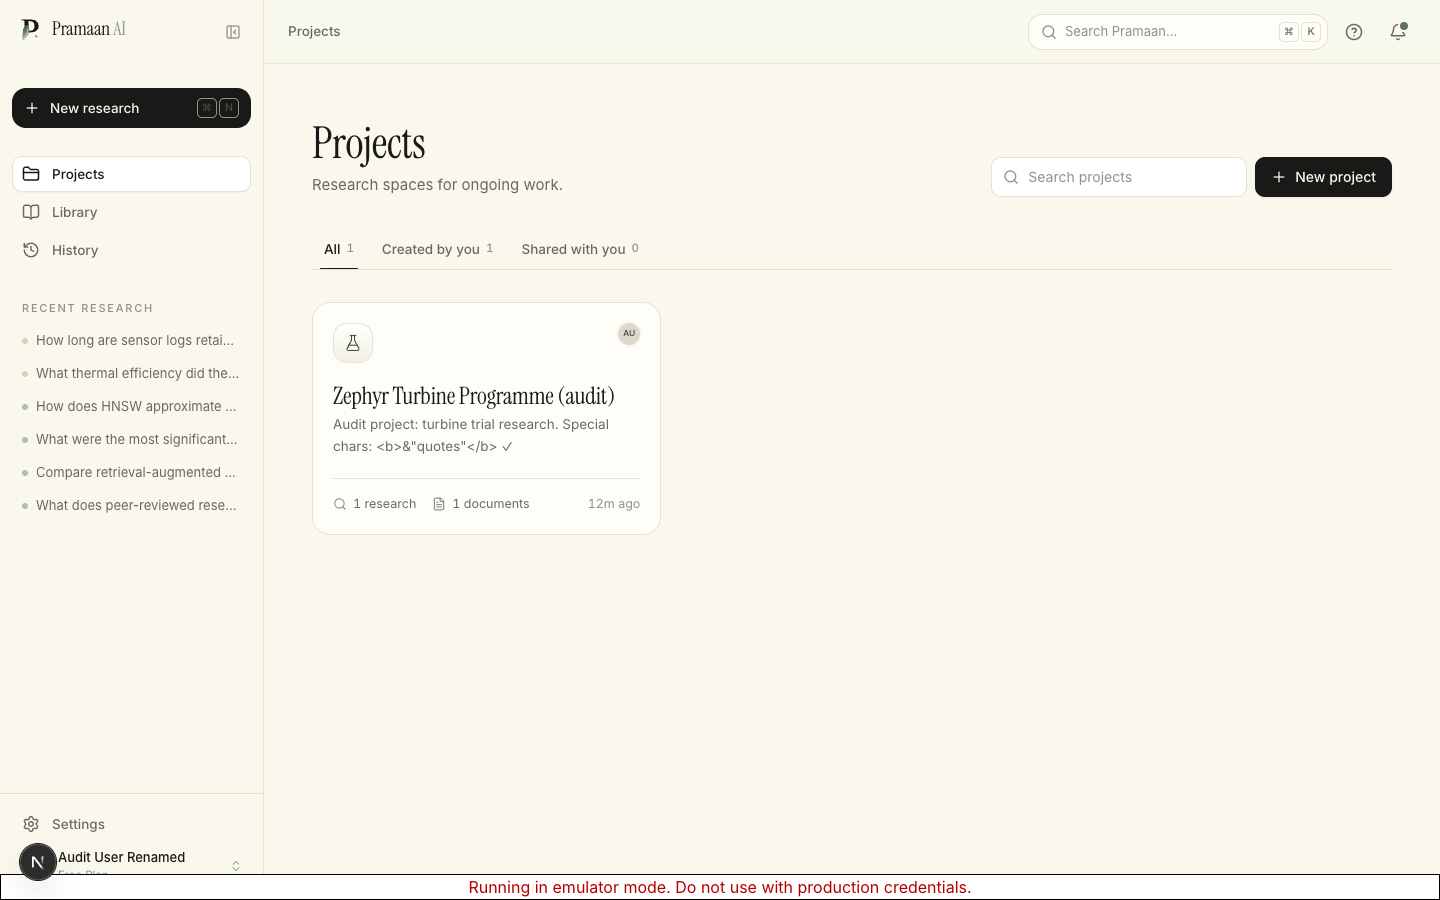 Pramaan AI
Projects
Search Pramaan...
⌘ K
New research
⌘ N
Projects
Library
History
RECENT RESEARCH
How long are sensor logs retai...
What thermal efficiency did the...
How does HNSW approximate ...
What were the most significant...
Compare retrieval-augmented ...
What does peer-reviewed rese...
Settings
N
Audit User Renamed
Free Plan
Projects
Research spaces for ongoing work.
Search projects
New project
All 1
Created by you 1
Shared with you 0
AU
Zephyr Turbine Programme (audit)
Audit project: turbine trial research. Special
chars: <b>&"quotes"</b> ✓
1 research
1 documents
12m ago
Running in emulator mode. Do not use with production credentials.